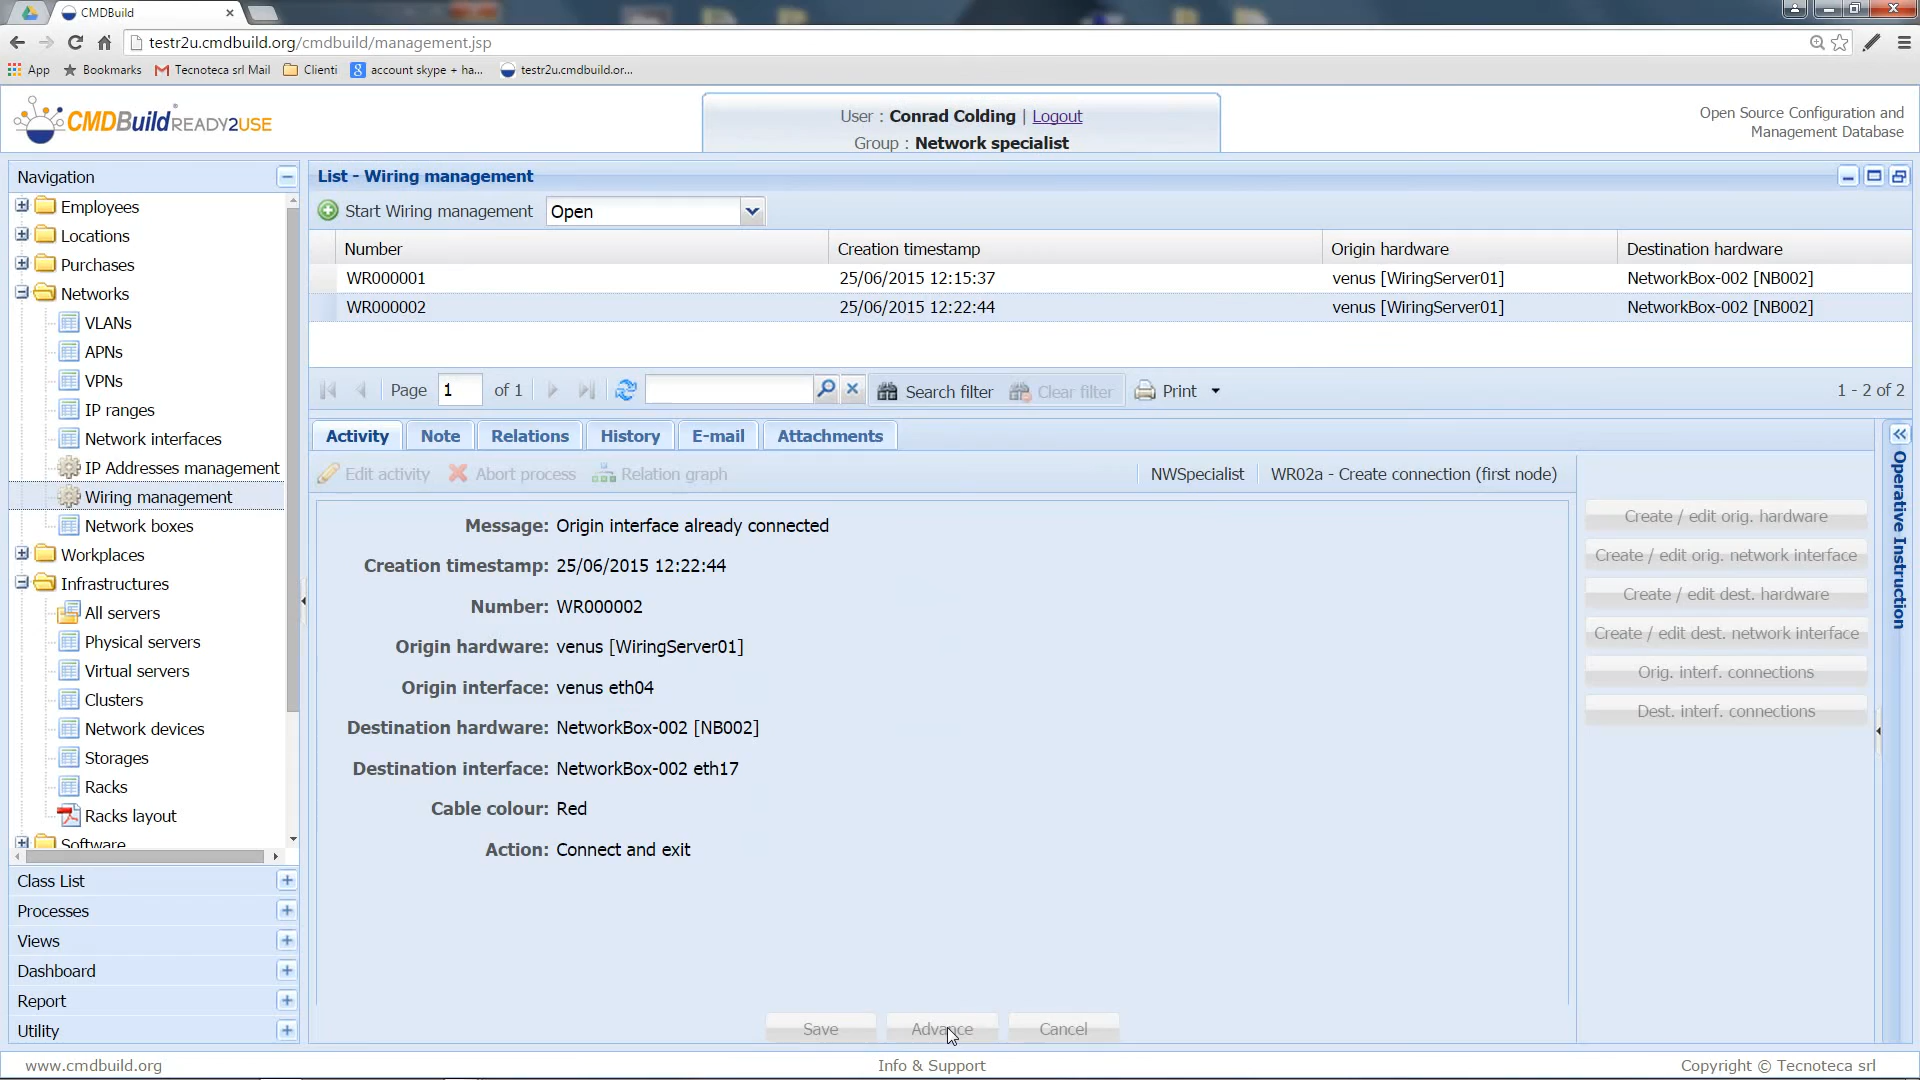 CMDBuild
testr2u.cmdbuild.org/cmdbuild/management.jsp
App Bookmarks Tecnoteca srl Mail Clienti account skype + ha... testr2u.cmdbuild.or...
CMDBuild READY2USE
User : Conrad Colding | Logout
Group : Network specialist
Open Source Configuration and
Management Database
Navigation
Employees
Locations
Purchases
Networks
VLANs
APNs
VPNs
IP ranges
Network interfaces
IP Addresses management
Wiring management
Network boxes
Workplaces
Infrastructures
All servers
Physical servers
Virtual servers
Clusters
Network devices
Storages
Racks
Racks layout
Software
Class List
Processes
Views
Dashboard
Report
Utility
List - Wiring management
Start Wiring management Open
Number Creation timestamp Origin hardware Destination hardware
WR000001 25/06/2015 12:15:37 venus [WiringServer01] NetworkBox-002 [NB002]
WR000002 25/06/2015 12:22:44 venus [WiringServer01] NetworkBox-002 [NB002]
Page 1 of 1 Search filter Clear filter Print 1 - 2 of 2
Activity Note Relations History E-mail Attachments
Edit activity Abort process Relation graph NWSpecialist WR02a - Create connection (first node)
Message: Origin interface already connected
Creation timestamp: 25/06/2015 12:22:44
Number: WR000002
Origin hardware: venus [WiringServer01]
Origin interface: venus eth04
Destination hardware: NetworkBox-002 [NB002]
Destination interface: NetworkBox-002 eth17
Cable colour: Red
Action: Connect and exit
Save Advance Cancel
Create / edit orig. hardware
Create / edit orig. network interface
Create / edit dest. hardware
Create / edit dest. network interface
Orig. interf. connections
Dest. interf. connections
Operative Instruction
www.cmdbuild.org Info & Support Copyright © Tecnoteca srl